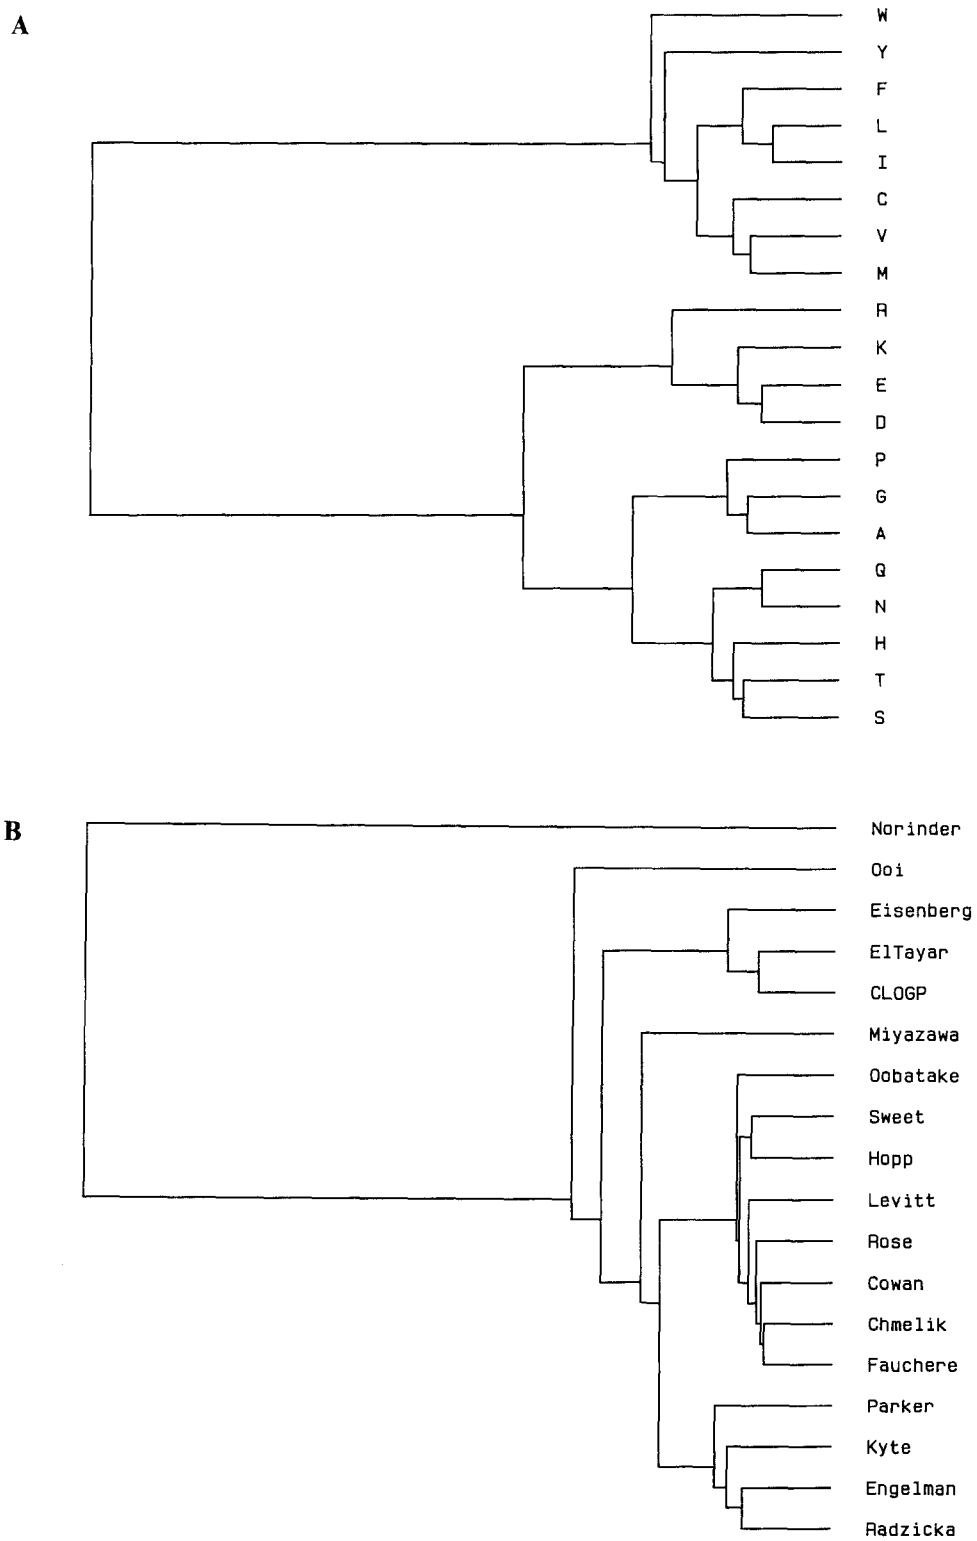 A
W
Y
F
L
I
C
V
M
R
K
E
D
P
G
A
Q
N
H
T
S
B
Norinder
Ooi
Eisenberg
ElTayar
CLOGP
Miyazawa
Oobatake
Sweet
Hopp
Levitt
Rose
Cowan
Chmelik
Fauchere
Parker
Kyte
Engelman
Radzicka